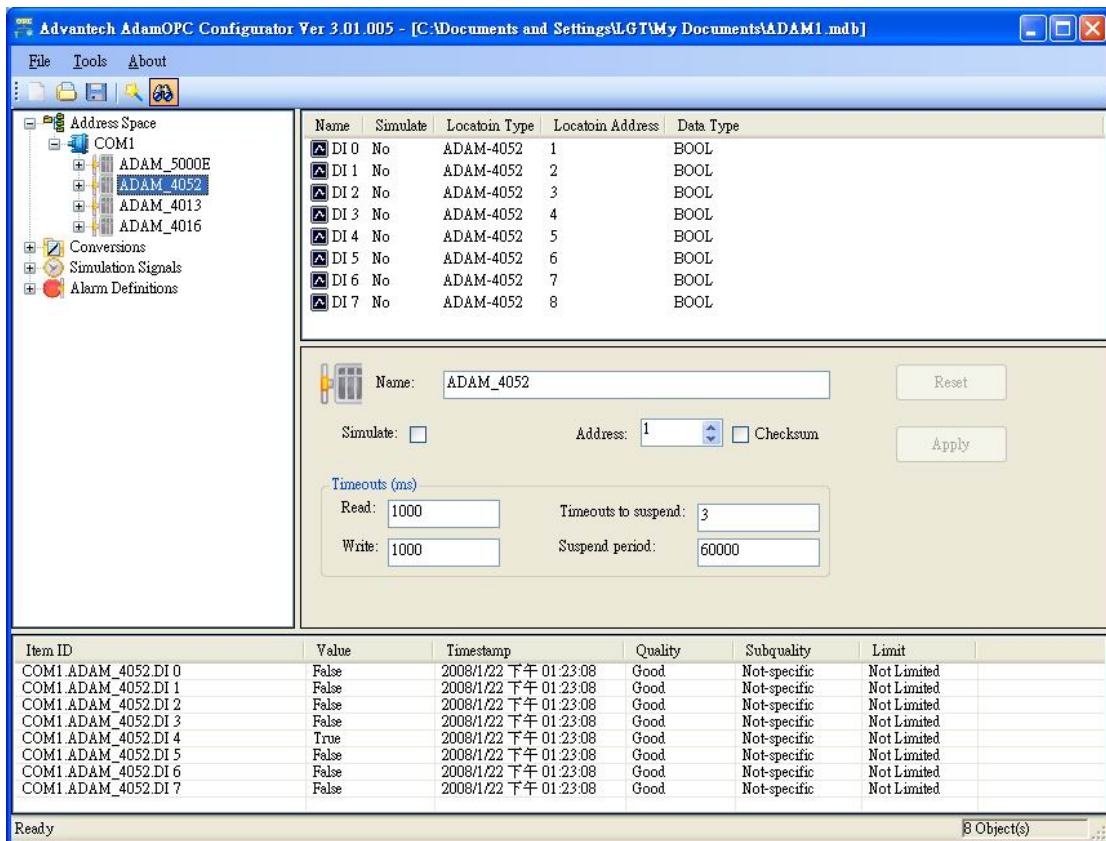 Advantech AdamOPC Configurator Ver 3.01.005 - [C:\Documents and Settings\LGT\My Documents\ADAM1.mdb]
File Tools About
Address Space
COM1
ADAM_5000E
ADAM_4052
ADAM_4013
ADAM_4016
Conversions
Simulation Signals
Alarm Definitions
Name Simulate Locatoin Type Locatoin Address Data Type
DI 0 No ADAM-4052 1 BOOL
DI 1 No ADAM-4052 2 BOOL
DI 2 No ADAM-4052 3 BOOL
DI 3 No ADAM-4052 4 BOOL
DI 4 No ADAM-4052 5 BOOL
DI 5 No ADAM-4052 6 BOOL
DI 6 No ADAM-4052 7 BOOL
DI 7 No ADAM-4052 8 BOOL
Name: ADAM_4052 Reset
Simulate: Address: 1 Checksum Apply
Timeouts (ms)
Read: 1000 Timeouts to suspend: 3
Write: 1000 Suspend period: 60000
Item ID Value Timestamp Quality Subquality Limit
COM1.ADAM_4052.DI 0 False 2008/1/22 下午 01:23:08 Good Not-specific Not Limited
COM1.ADAM_4052.DI 1 False 2008/1/22 下午 01:23:08 Good Not-specific Not Limited
COM1.ADAM_4052.DI 2 False 2008/1/22 下午 01:23:08 Good Not-specific Not Limited
COM1.ADAM_4052.DI 3 False 2008/1/22 下午 01:23:08 Good Not-specific Not Limited
COM1.ADAM_4052.DI 4 True 2008/1/22 下午 01:23:08 Good Not-specific Not Limited
COM1.ADAM_4052.DI 5 False 2008/1/22 下午 01:23:08 Good Not-specific Not Limited
COM1.ADAM_4052.DI 6 False 2008/1/22 下午 01:23:08 Good Not-specific Not Limited
COM1.ADAM_4052.DI 7 False 2008/1/22 下午 01:23:08 Good Not-specific Not Limited
Ready 8 Object(s)